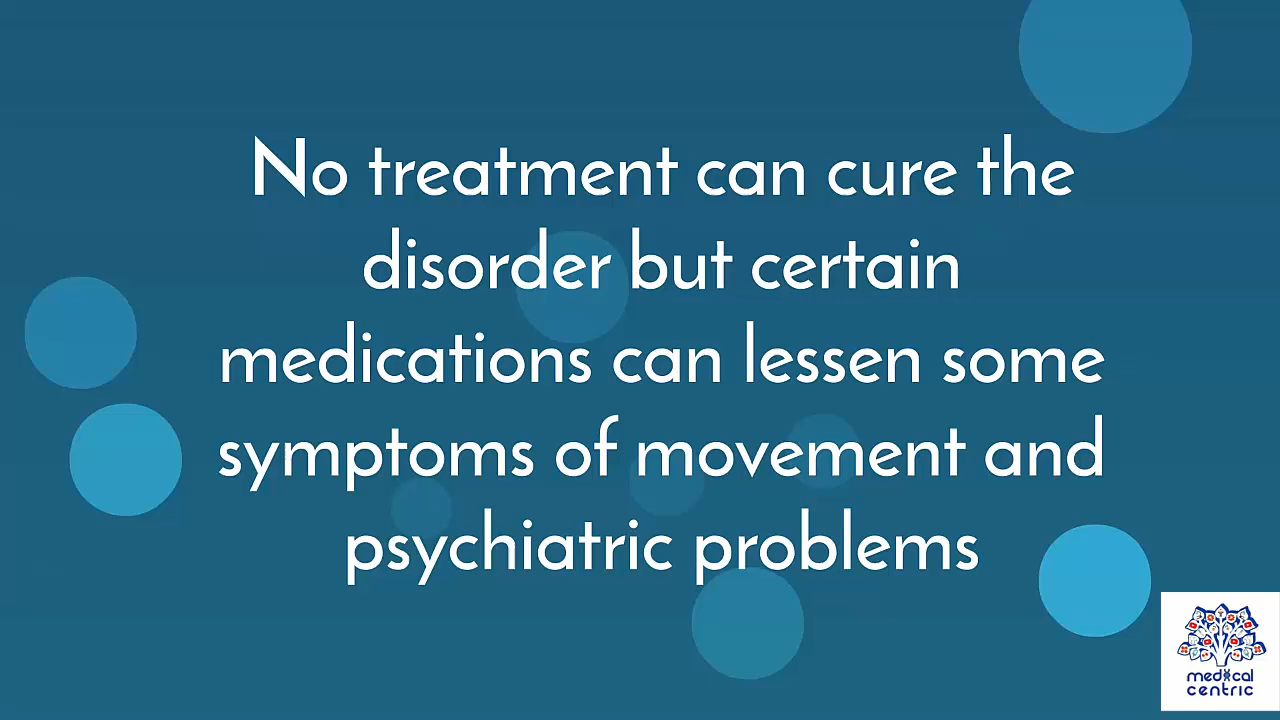 No treatment can cure the
disorder but certain
medications can lessen some
symptoms of movement and
psychiatric problems
medical
centric